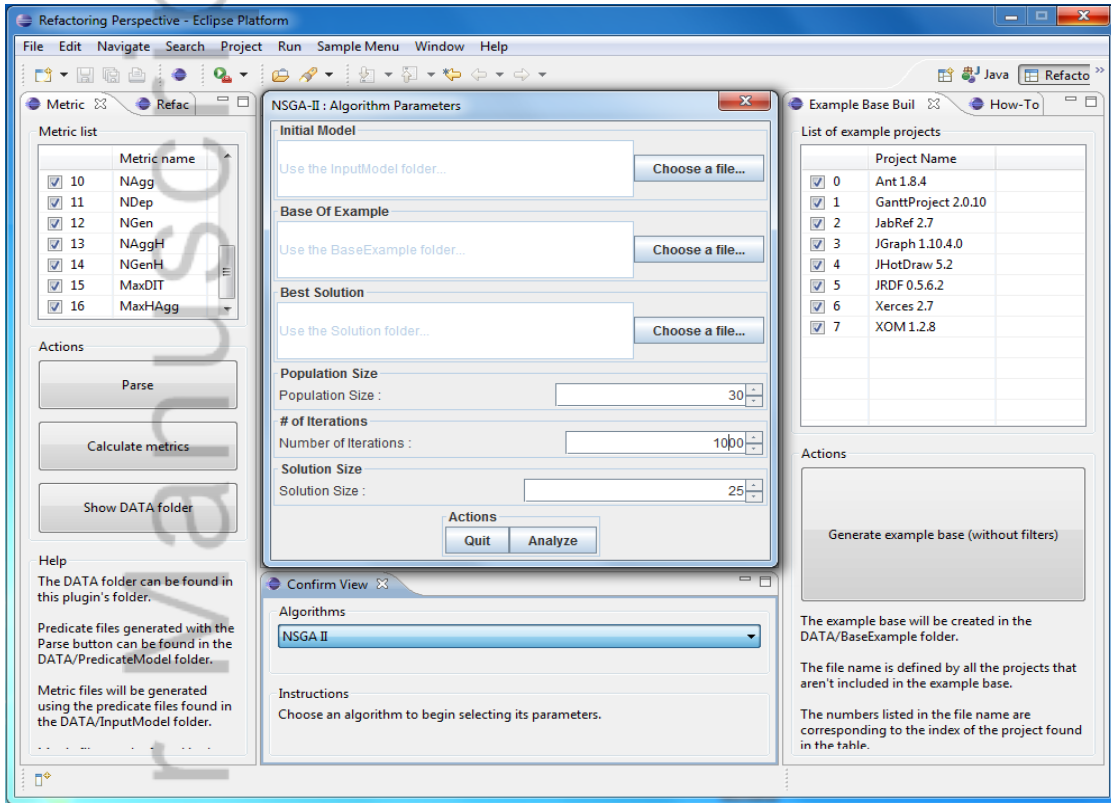 Refactoring Perspective - Eclipse Platform
File Edit Navigate Search Project Run Sample Menu Window Help
Java Refacto
Metric Refac
Metric list
Metric name
10 NAgg
11 NDep
12 NGen
13 NAggH
14 NGenH
15 MaxDIT
16 MaxHAgg
Actions
Parse
Calculate metrics
Show DATA folder
Help
The DATA folder can be found in
this plugin's folder.
Predicate files generated with the
Parse button can be found in the
DATA/PredicateModel folder.
Metric files will be generated
using the predicate files found in
the DATA/InputModel folder.
NSGA-II : Algorithm Parameters
Initial Model
Use the InputModel folder...
Choose a file...
Base Of Example
Use the BaseExample folder...
Choose a file...
Best Solution
Use the Solution folder...
Choose a file...
Population Size
Population Size : 30
# of Iterations
Number of Iterations : 1000
Solution Size
Solution Size : 25
Actions
Quit Analyze
Confirm View
Algorithms
NSGA II
Instructions
Choose an algorithm to begin selecting its parameters.
Example Base Buil How-To
List of example projects
Project Name
0 Ant 1.8.4
1 GanttProject 2.0.10
2 JabRef 2.7
3 JGraph 1.10.4.0
4 JHotDraw 5.2
5 JRDF 0.5.6.2
6 Xerces 2.7
7 XOM 1.2.8
Actions
Generate example base (without filters)
The example base will be created in the
DATA/BaseExample folder.
The file name is defined by all the projects that
aren't included in the example base.
The numbers listed in the file name are
corresponding to the index of the project found
in the table.
r Manuscri